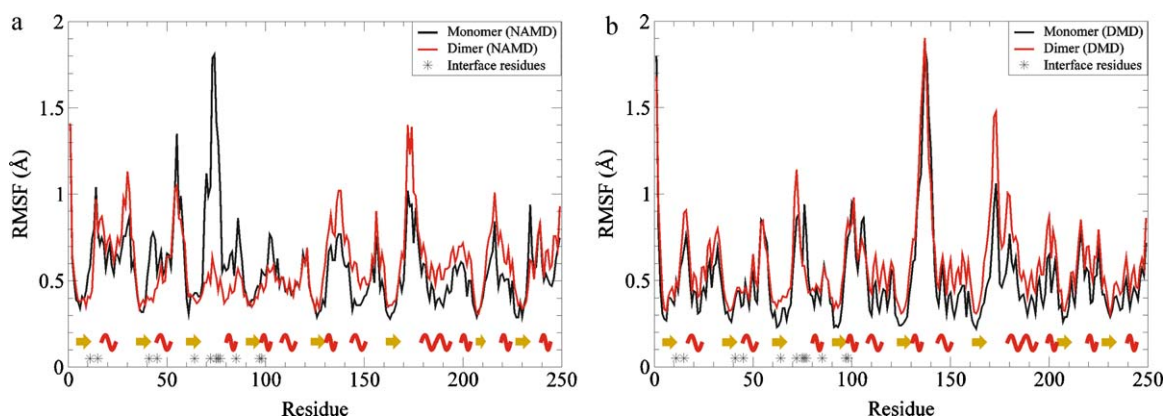 a
2
1.5
1
0.5
0
RMSF (Å)
Monomer (NAMD)
Dimer (NAMD)
Interface residues
0 50 100 150 200 250
Residue
b
2
1.5
1
0.5
0
RMSF (Å)
Monomer (DMD)
Dimer (DMD)
Interface residues
0 50 100 150 200 250
Residue